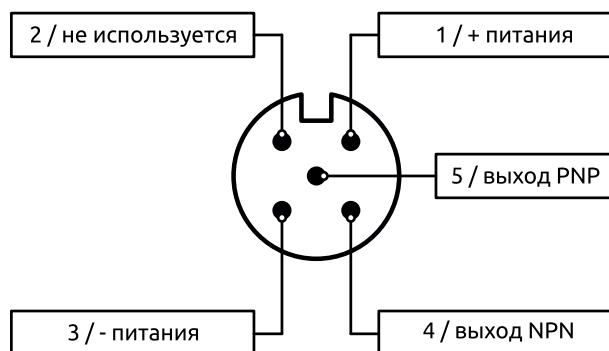 2 / не используется
1 / + питания
5 / выход PNP
3 / - питания
4 / выход NPN